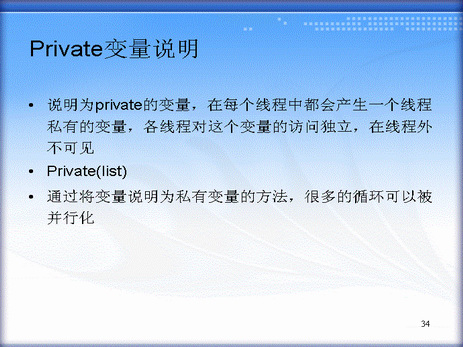 Private变量说明
• 说明为private的变量，在每个线程中都会产生一个线程
私有的变量，各线程对这个变量的访问独立，在线程外
不可见
• Private(list)
• 通过将变量说明为私有变量的方法，很多的循环可以被
并行化
34